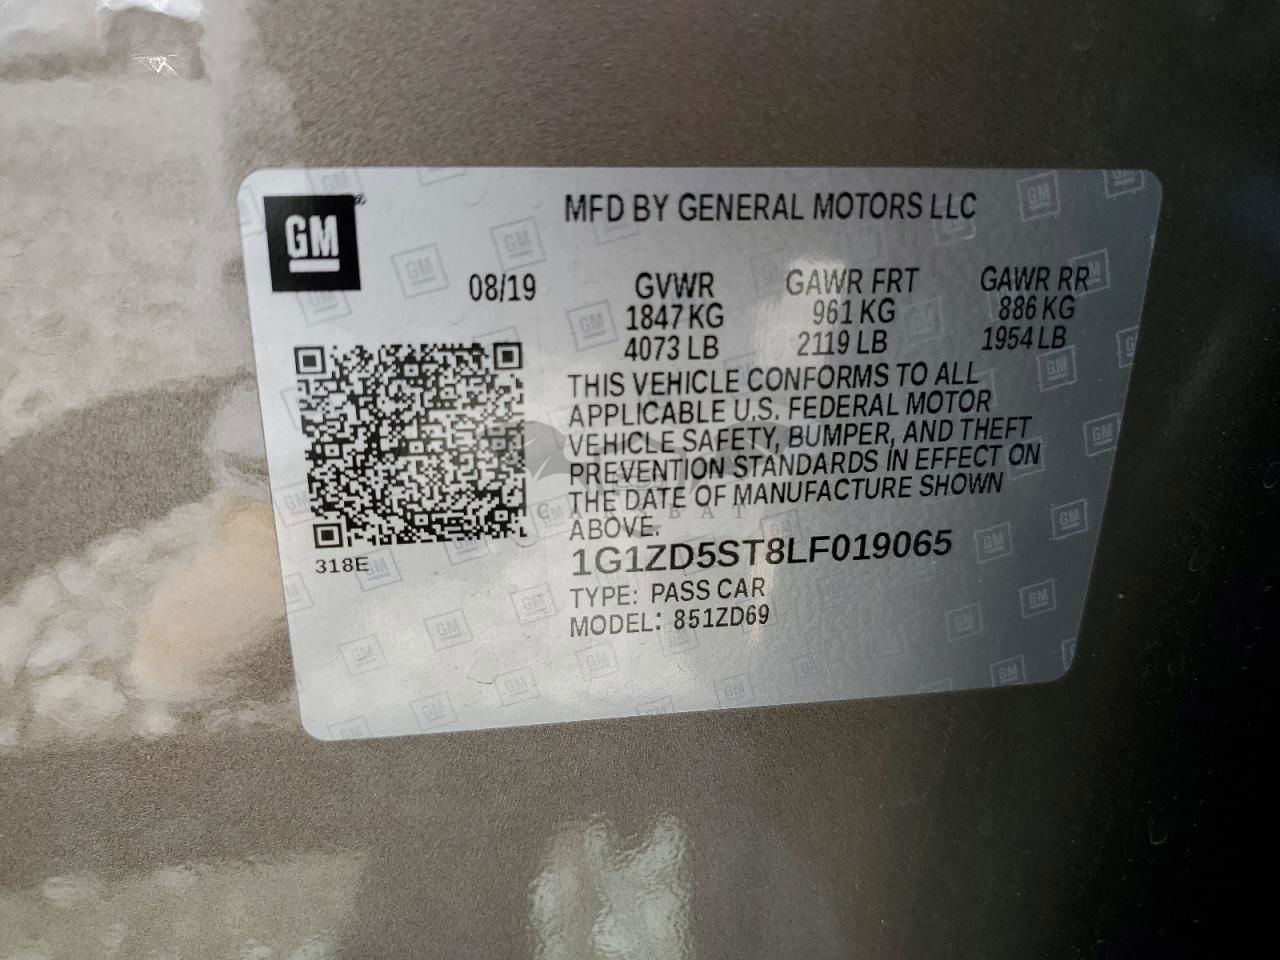 GM
MFD BY GENERAL MOTORS LLC
08/19
GVWR GAWR FRT GAWR RR
1847 KG 961 KG 886 KG
4073 LB 2119 LB 1954 LB
THIS VEHICLE CONFORMS TO ALL
APPLICABLE U.S. FEDERAL MOTOR
VEHICLE SAFETY, BUMPER, AND THEFT
PREVENTION STANDARDS IN EFFECT ON
THE DATE OF MANUFACTURE SHOWN
ABOVE.
318E
1G1ZD5ST8LF019065
TYPE: PASS CAR
MODEL: 851ZD69